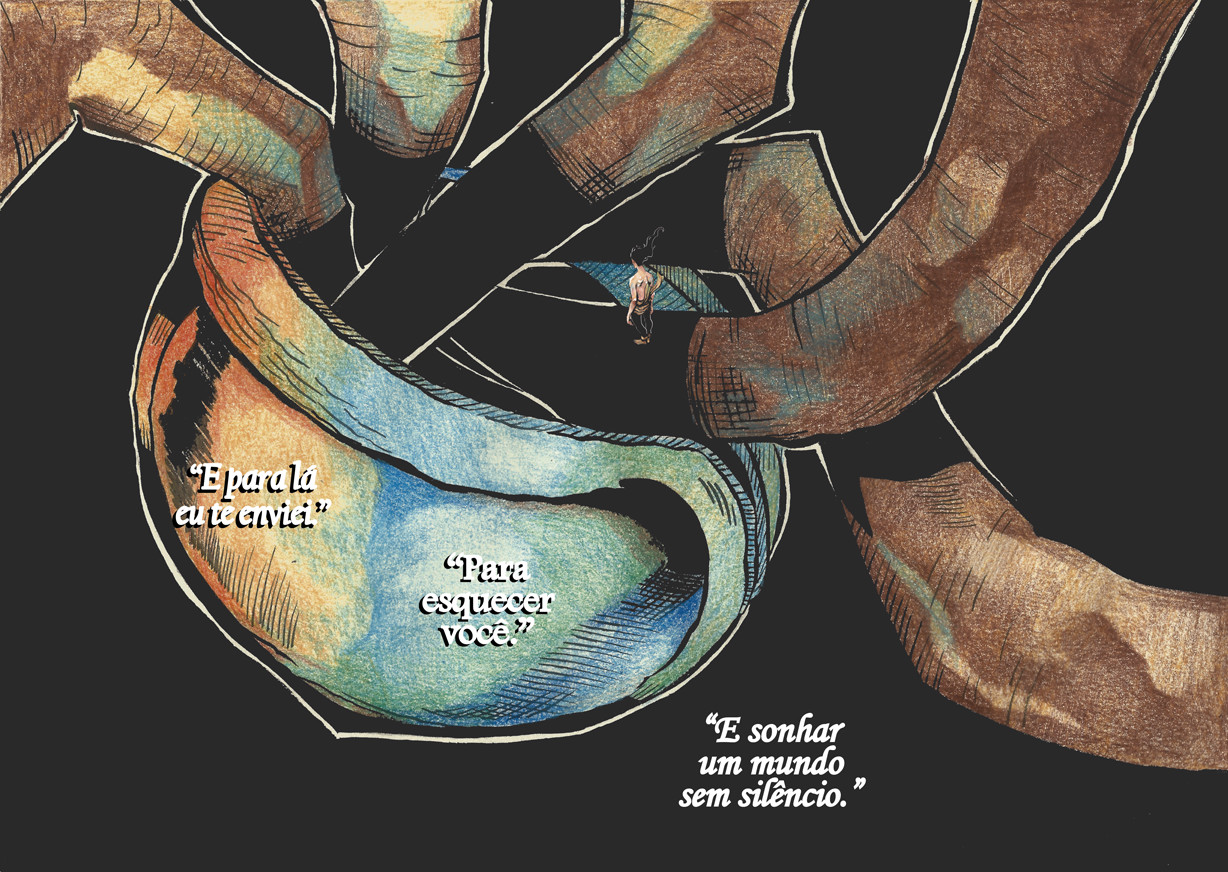 “E para lá
eu te enviei.”
“Para
esquecer
você.”
“E sonhar
um mundo
sem silêncio.”